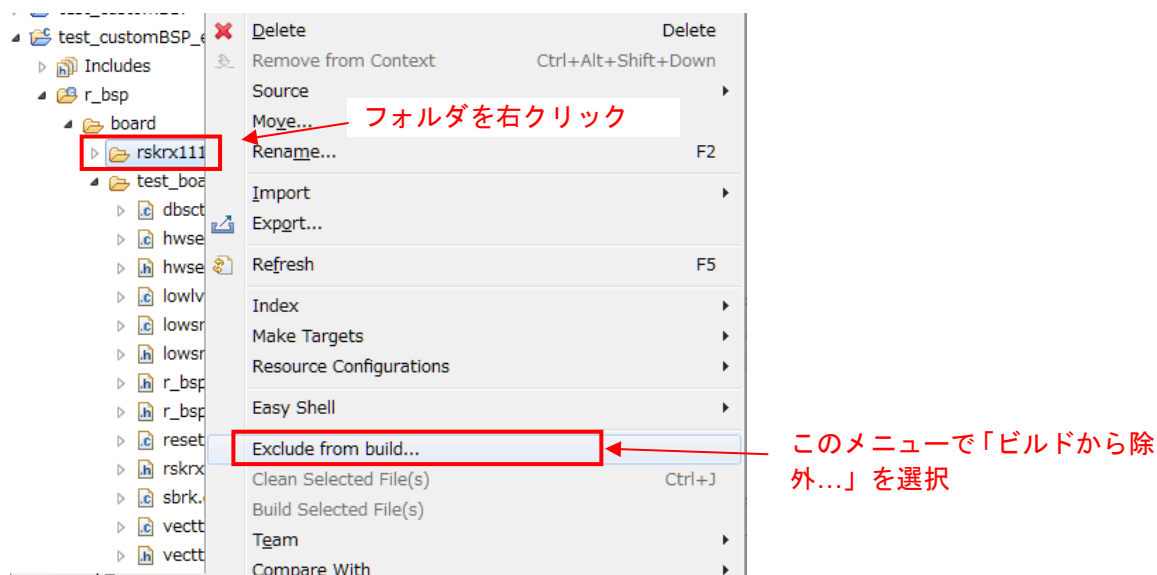 test_customBSP_e
Includes
r_bsp
board
rskrx111
test_boa
dbsct
hwse
hwse
lowlv
lowsr
lowsr
r_bsp
r_bsp
reset
rskrx
sbrk.
vectt
vectt
Delete Delete
Remove from Context Ctrl+Alt+Shift+Down
Source
Move...
Rename... F2
Import
Export...
Refresh F5
Index
Make Targets
Resource Configurations
Easy Shell
Exclude from build...
Clean Selected File(s) Ctrl+J
Build Selected File(s)
Team
Compare With
フォルダを右クリック
このメニューで「ビルドから除
外...」を選択